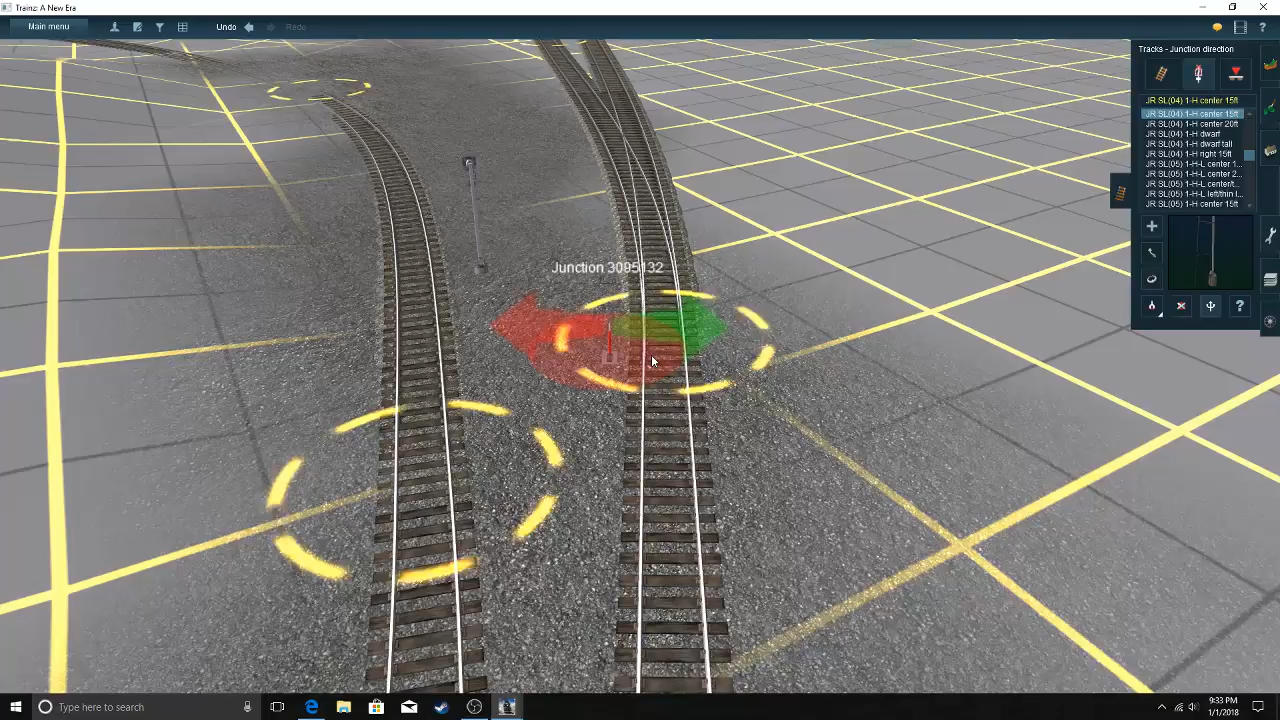 Trainz: A New Era
Main menu
Undo
Redo
Tracks - Junction direction
JR SL(04) 1-H center 15ft
JR SL(04) 1-H center 15ft
JR SL(04) 1-H center 20ft
JR SL(04) 1-H dwarf
JR SL(04) 1-H dwarf tall
JR SL(04) 1-H right 15ft
JR SL(05) 1-H-L center 1...
JR SL(05) 1-H-L center 2...
JR SL(05) 1-H-L center/t...
JR SL(05) 1-H-L left/thin l...
JR SL(05) 1-H center 15ft
Junction 3095132
Type here to search
9:33 PM
1/1/2018